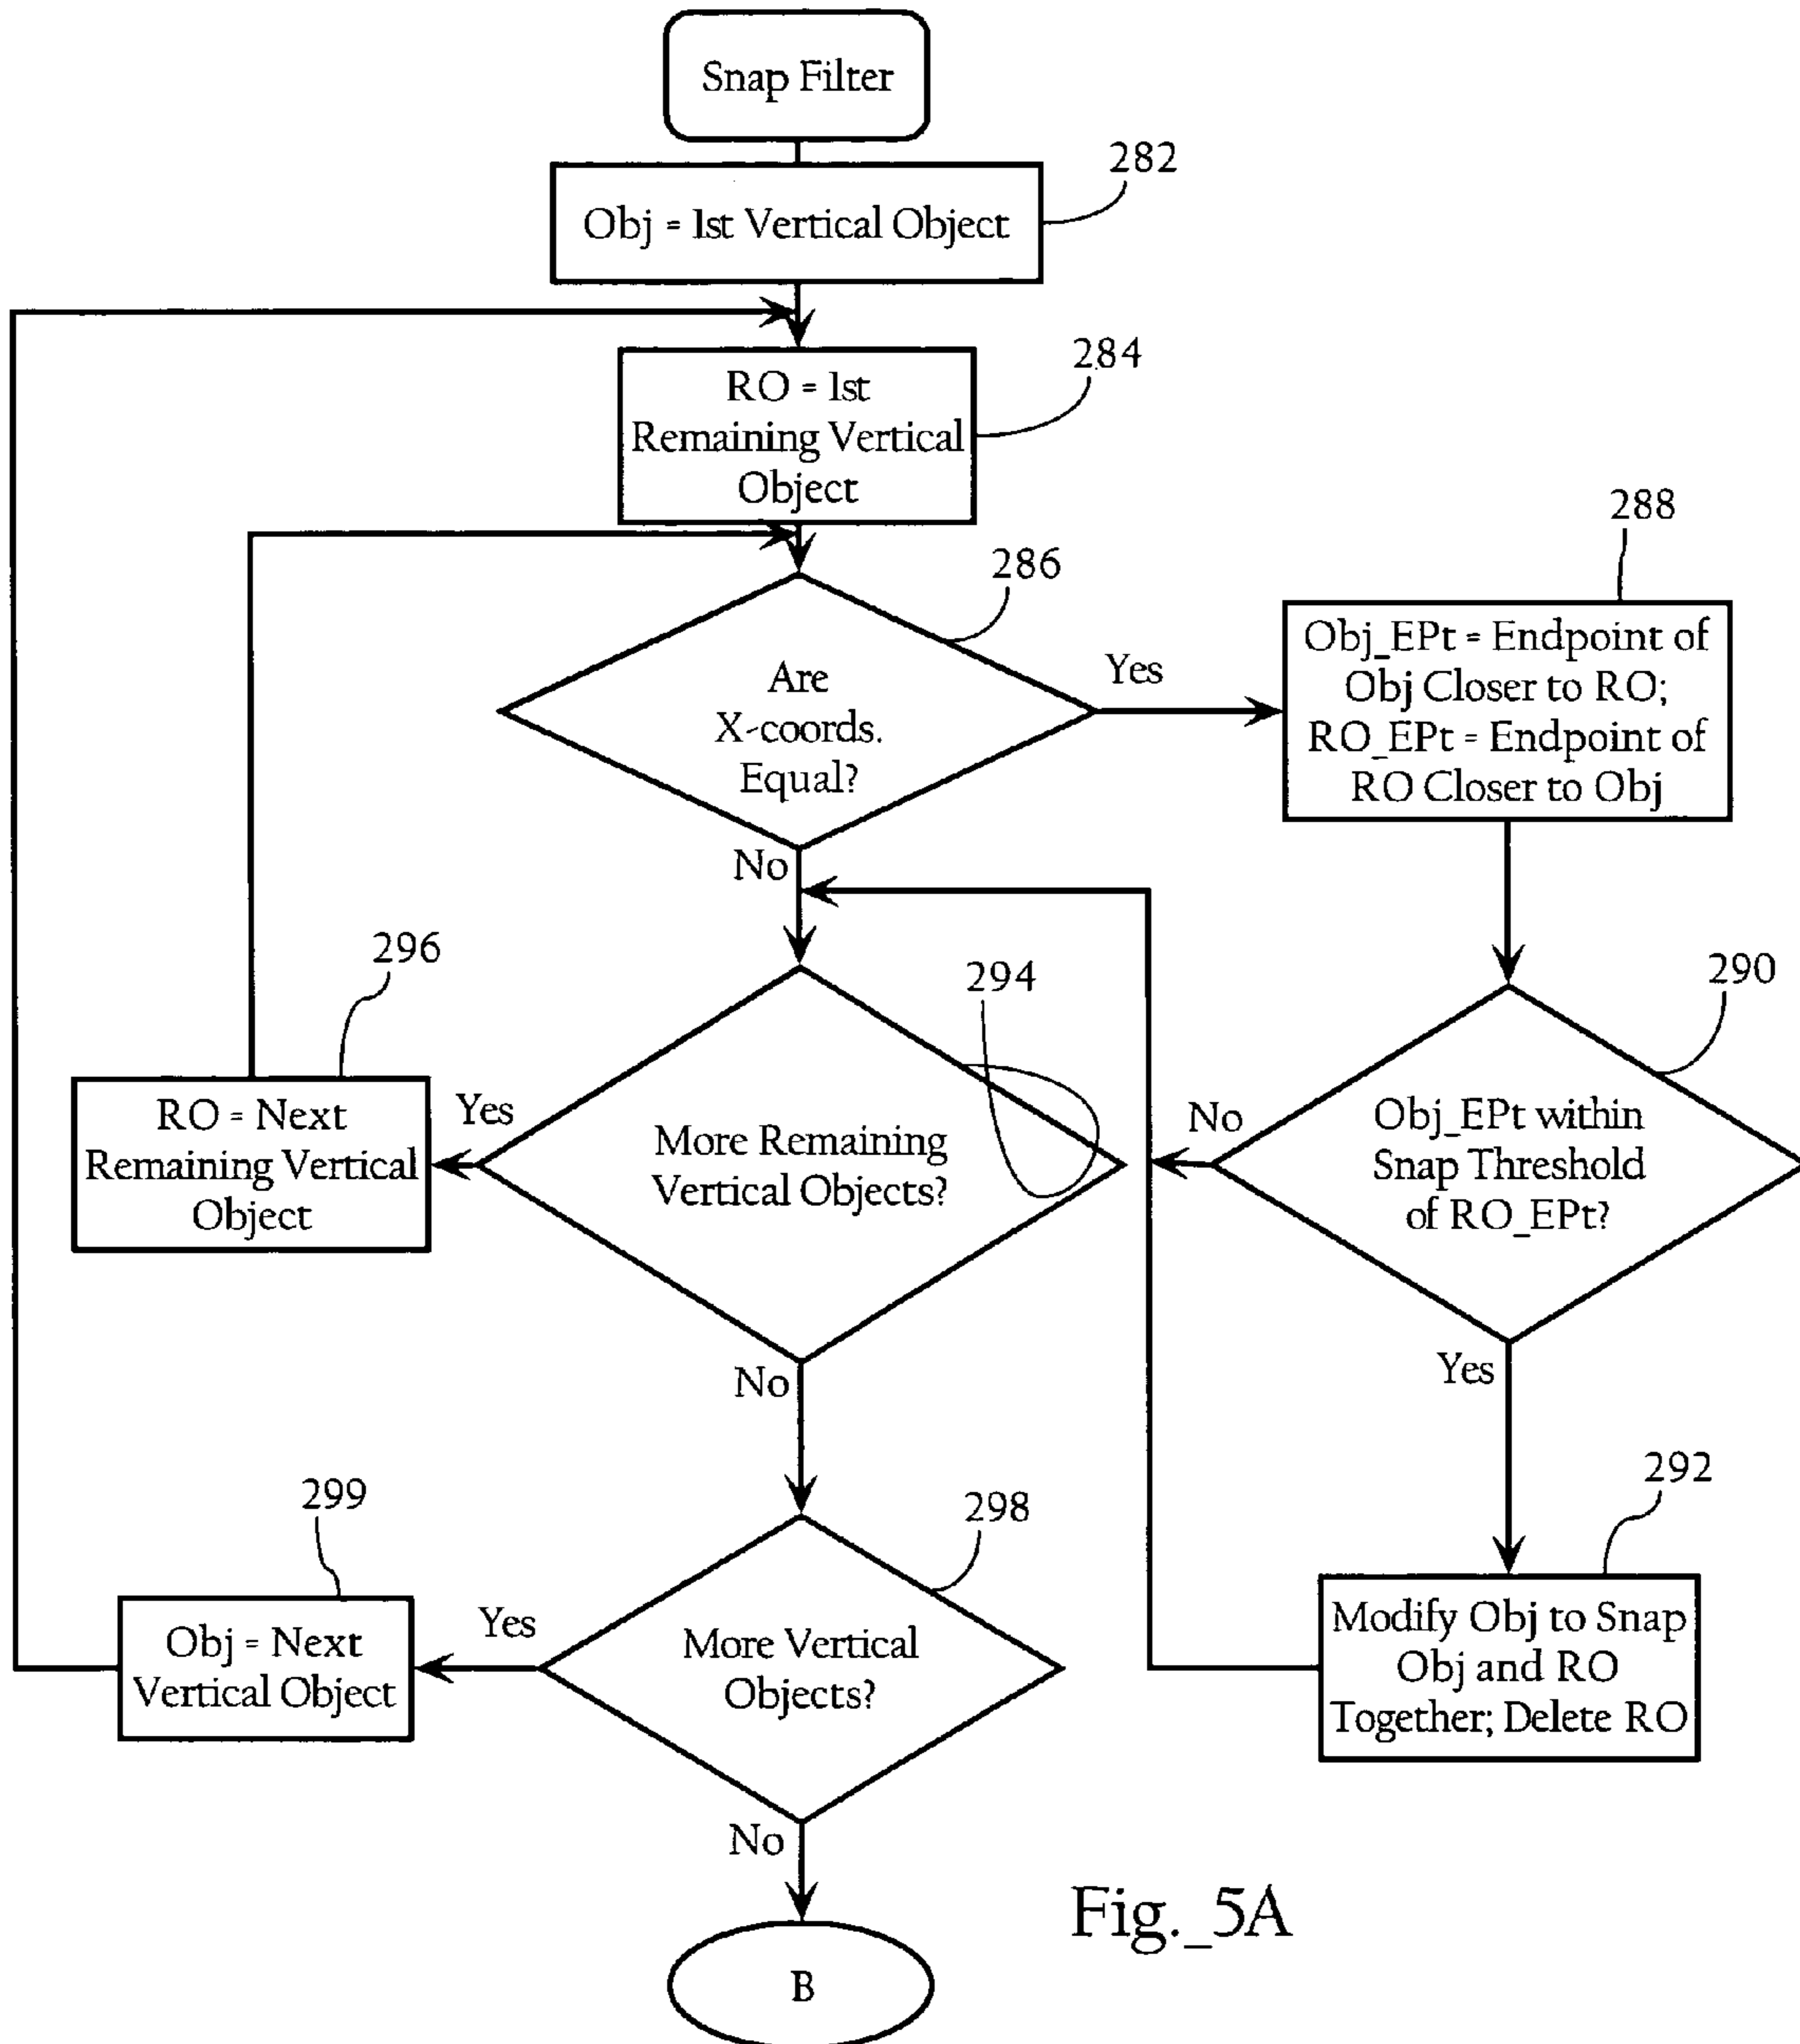 Snap Filter
282
Obj = 1st Vertical Object
284
RO = 1st
Remaining Vertical
Object
286
Are
X-coords.
Equal?
Yes
No
288
Obj_EPt = Endpoint of
Obj Closer to RO;
RO_EPt = Endpoint of
RO Closer to Obj
296
RO = Next
Remaining Vertical
Object
Yes
294
More Remaining
Vertical Objects?
No
290
No
Obj_EPt within
Snap Threshold
of RO_EPt?
Yes
299
Obj = Next
Vertical Object
Yes
298
More Vertical
Objects?
No
292
Modify Obj to Snap
Obj and RO
Together; Delete RO
B
Fig._5A